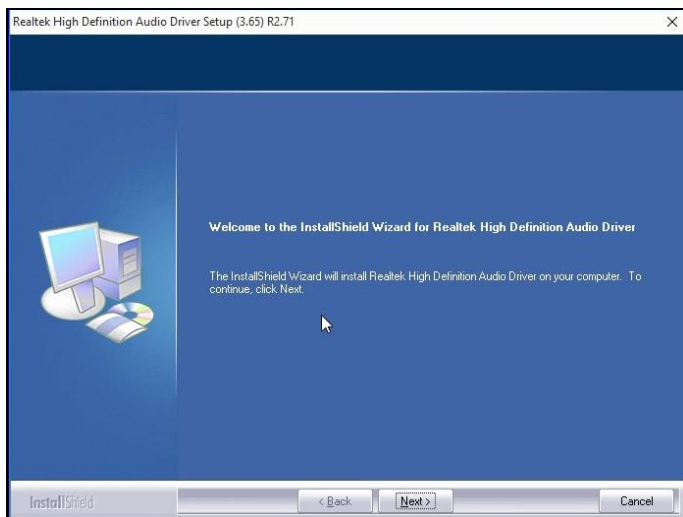 Realtek High Definition Audio Driver Setup (3.65) R2.71
Welcome to the InstallShield Wizard for Realtek High Definition Audio Driver
The InstallShield Wizard will install Realtek High Definition Audio Driver on your computer. To
continue, click Next.
InstallShield
< Back
Next >
Cancel